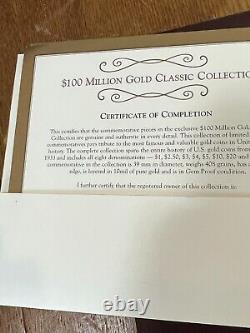 $100 MILLION GOLD CLASSIC COLLECTION
CERTIFICATE OF COMPLETION
This certifies that the commemorative pieces in the exclusive $100 Million Gold
Collection are genuine and authentic in every detail. This collection of limited
commemoratives pays tribute to the most famous and valuable gold coins in Unit
history. The complete collection spans the entire history of U.S. gold coins from
1933 and includes all eight denominations — $1, $2.50, $3, $4, $5, $10, $20 and
commemorative in the collection is 39 mm in diameter, weighs 405 grains, has a
edge, is layered in 10mil of pure gold and is in Gem Proof condition.
I further certify that the registered owner of this collection is:
ebay